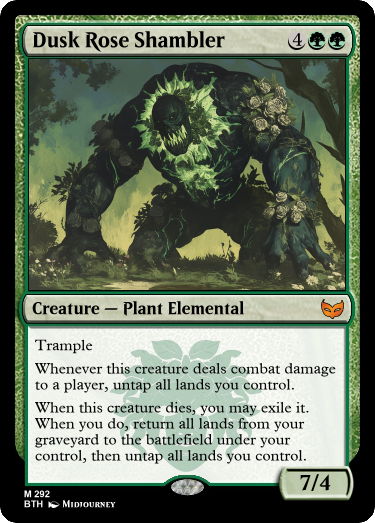 Dusk Rose Shambler 4
Creature — Plant Elemental
Trample
Whenever this creature deals combat damage
to a player, untap all lands you control.
When this creature dies, you may exile it.
When you do, return all lands from your
graveyard to the battlefield under your
control, then untap all lands you control.
7/4
M 292
BTH Midjourney